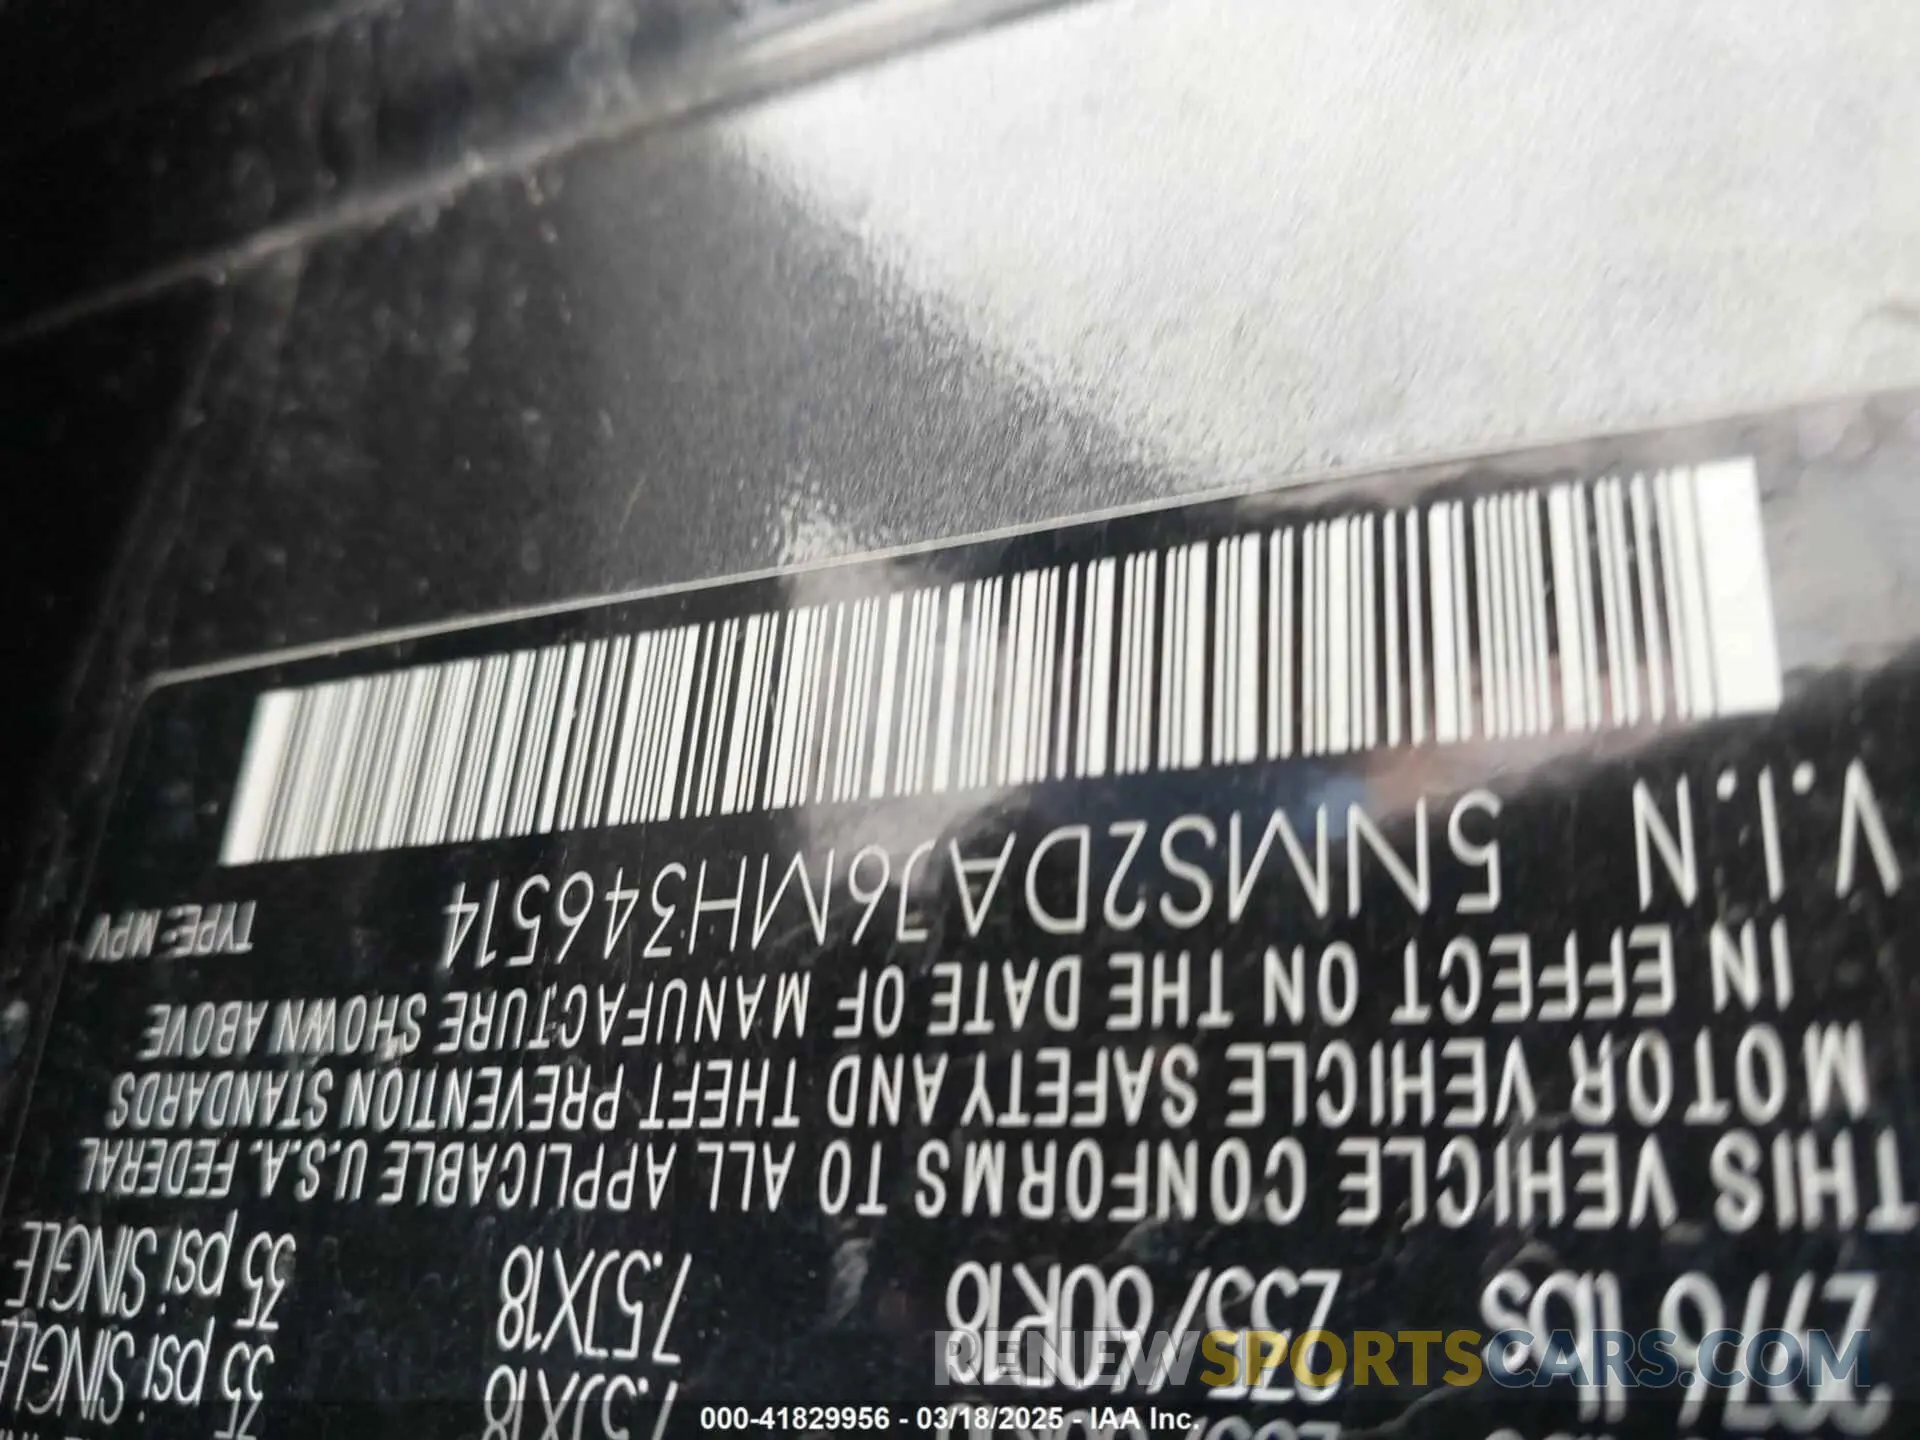 7.5JX18 35 psi SINGLE
2976 lbs 235/60R18 7.5JX18 35 psi SINGLE
THIS VEHICLE CONFORMS TO ALL APPLICABLE U.S.A. FEDERAL
MOTOR VEHICLE SAFETY AND THEFT PREVENTION STANDARDS
IN EFFECT ON THE DATE OF MANUFACTURE SHOWN ABOVE
V.I.N 5NMS2DAJ6MH346514 TYPE: MPV
RENEWSPORTSCARS.COM
000-41829956 - 03/18/2025 - IAA Inc.